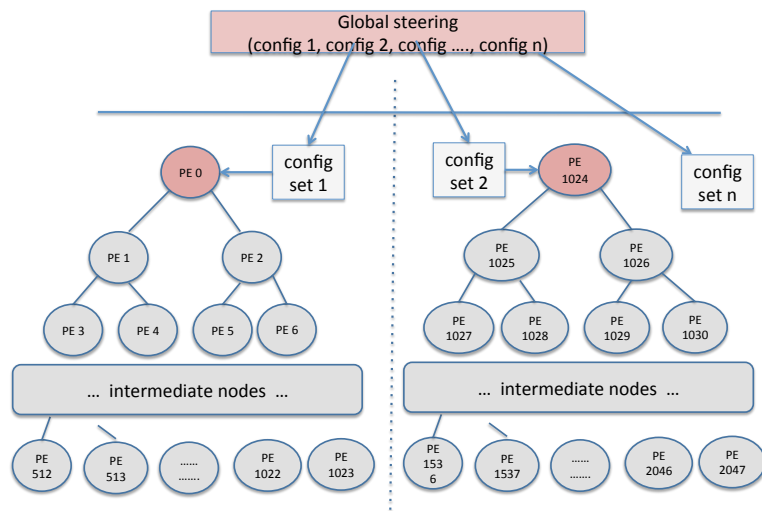 Global steering
(config 1, config 2, config …., config n)
config
set 1
config
set 2
config
set n
PE 0
PE
1024
PE 1
PE 2
PE
1025
PE
1026
PE 3
PE 4
PE 5
PE 6
PE
1027
PE
1028
PE
1029
PE
1030
… intermediate nodes …
… intermediate nodes …
PE
512
PE
513
……
…….
PE
1022
PE
1023
PE
153
6
PE
1537
……
…….
PE
2046
PE
2047